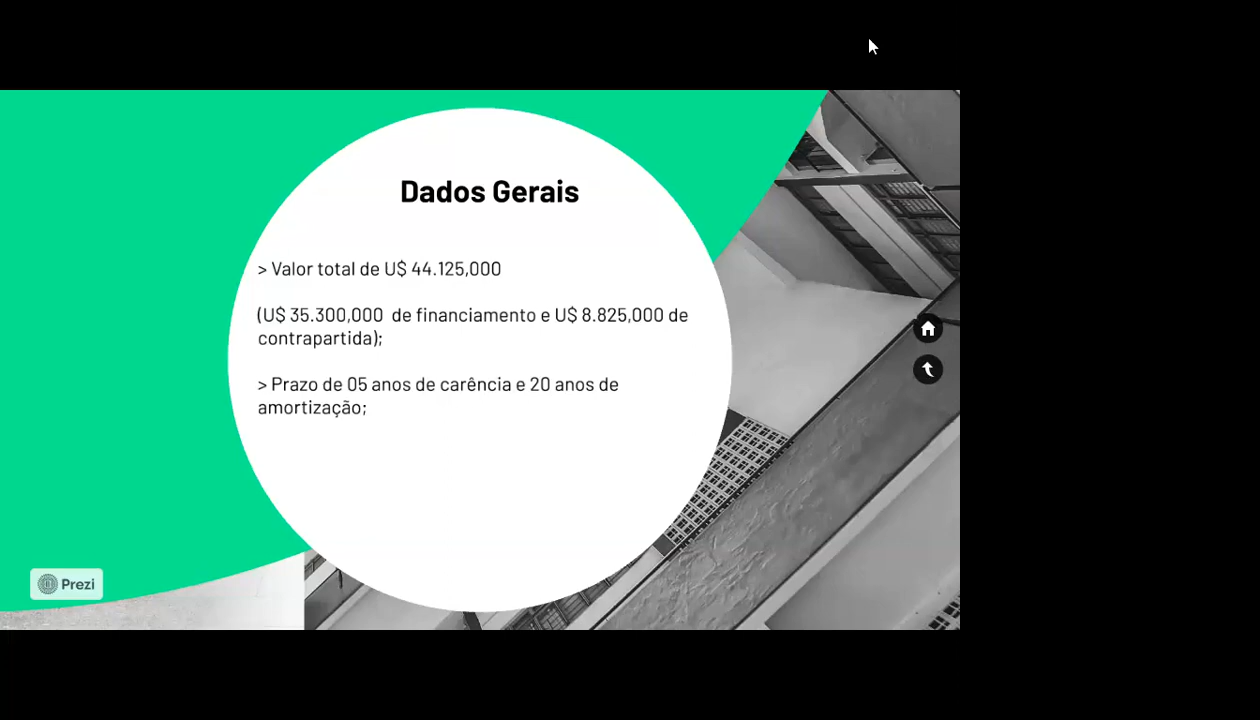 Dados Gerais
> Valor total de U$ 44.125,000
(U$ 35.300,000 de financiamento e U$ 8.825,000 de
contrapartida);
> Prazo de 05 anos de carência e 20 anos de
amortização;
Prezi